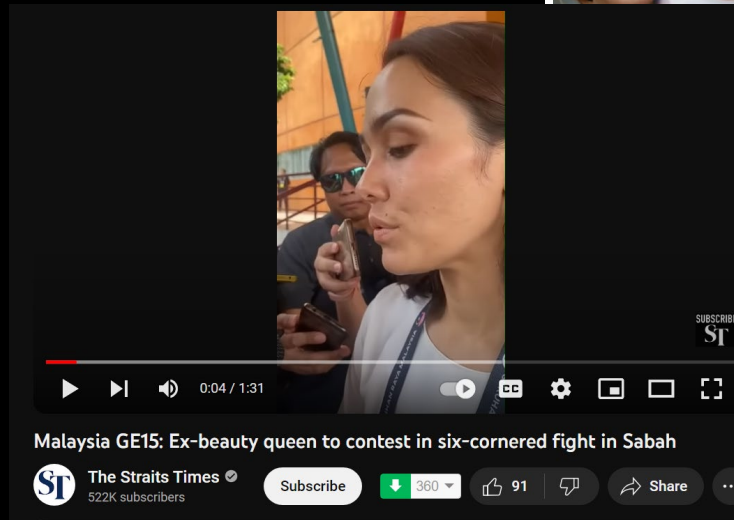 SUBSCRIBE
ST
0:04 / 1:31
CC
Malaysia GE15: Ex-beauty queen to contest in six-cornered fight in Sabah
ST
The Straits Times
522K subscribers
Subscribe
360
91
Share